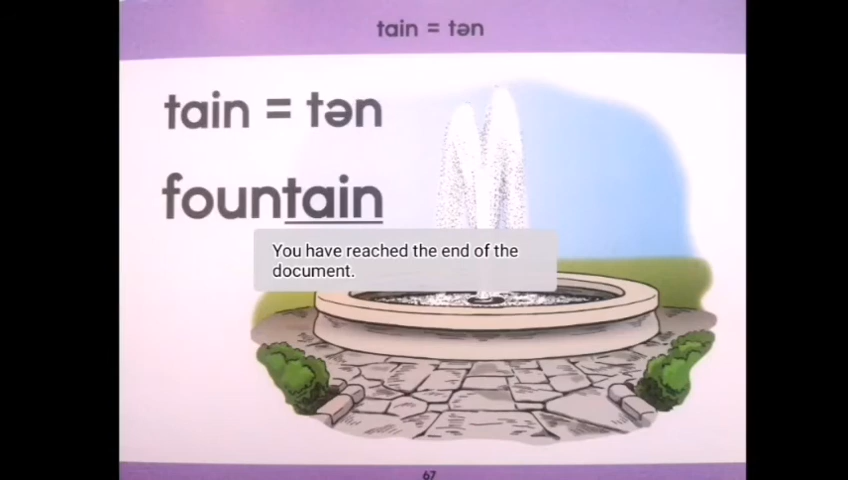 tain = tən
tain = tən
fountain
You have reached the end of the
document.
67